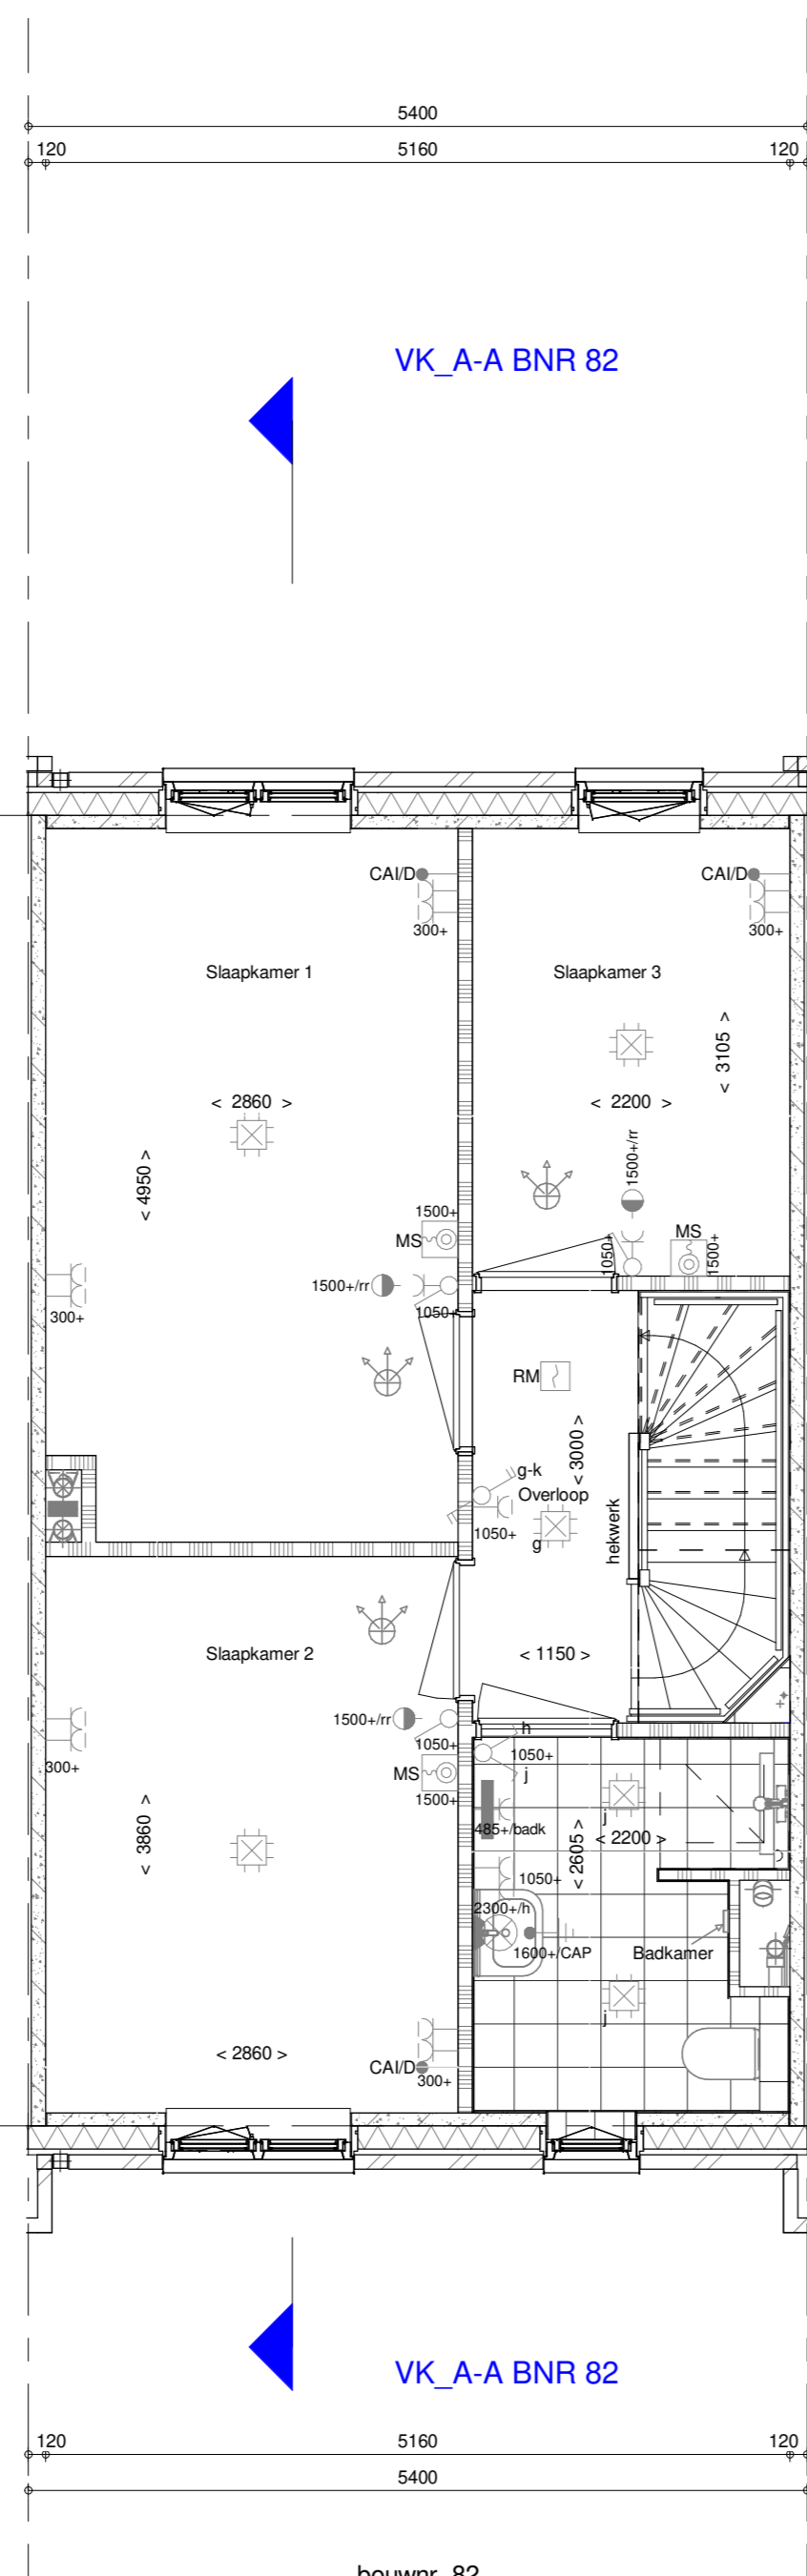 5400
120 5160 120
VK_A-A BNR 82
CAI/D CAI/D
300+ 300+
Slaapkamer 1 Slaapkamer 3
< 3105 >
< 2860 > < 2200 >
1500+/rr
< 4950 >
1500+
MS MS
1050+ 1500+
1500+/rr
1050+
300+
RM
< 3000 >
g-k
Overloop
1050+
g
hekwerk
Slaapkamer 2 < 1150 >
1500+/rr
h
1050+ 1050+
300+
MS j
1500+
j
485+/badk
< 3860 > < 2605 > < 2200 >
1050+
2300+/h
1600+/CAP Badkamer
j
< 2860 >
CAI/D
300+
VK_A-A BNR 82
120 5160 120
5400
bouwnr. 82